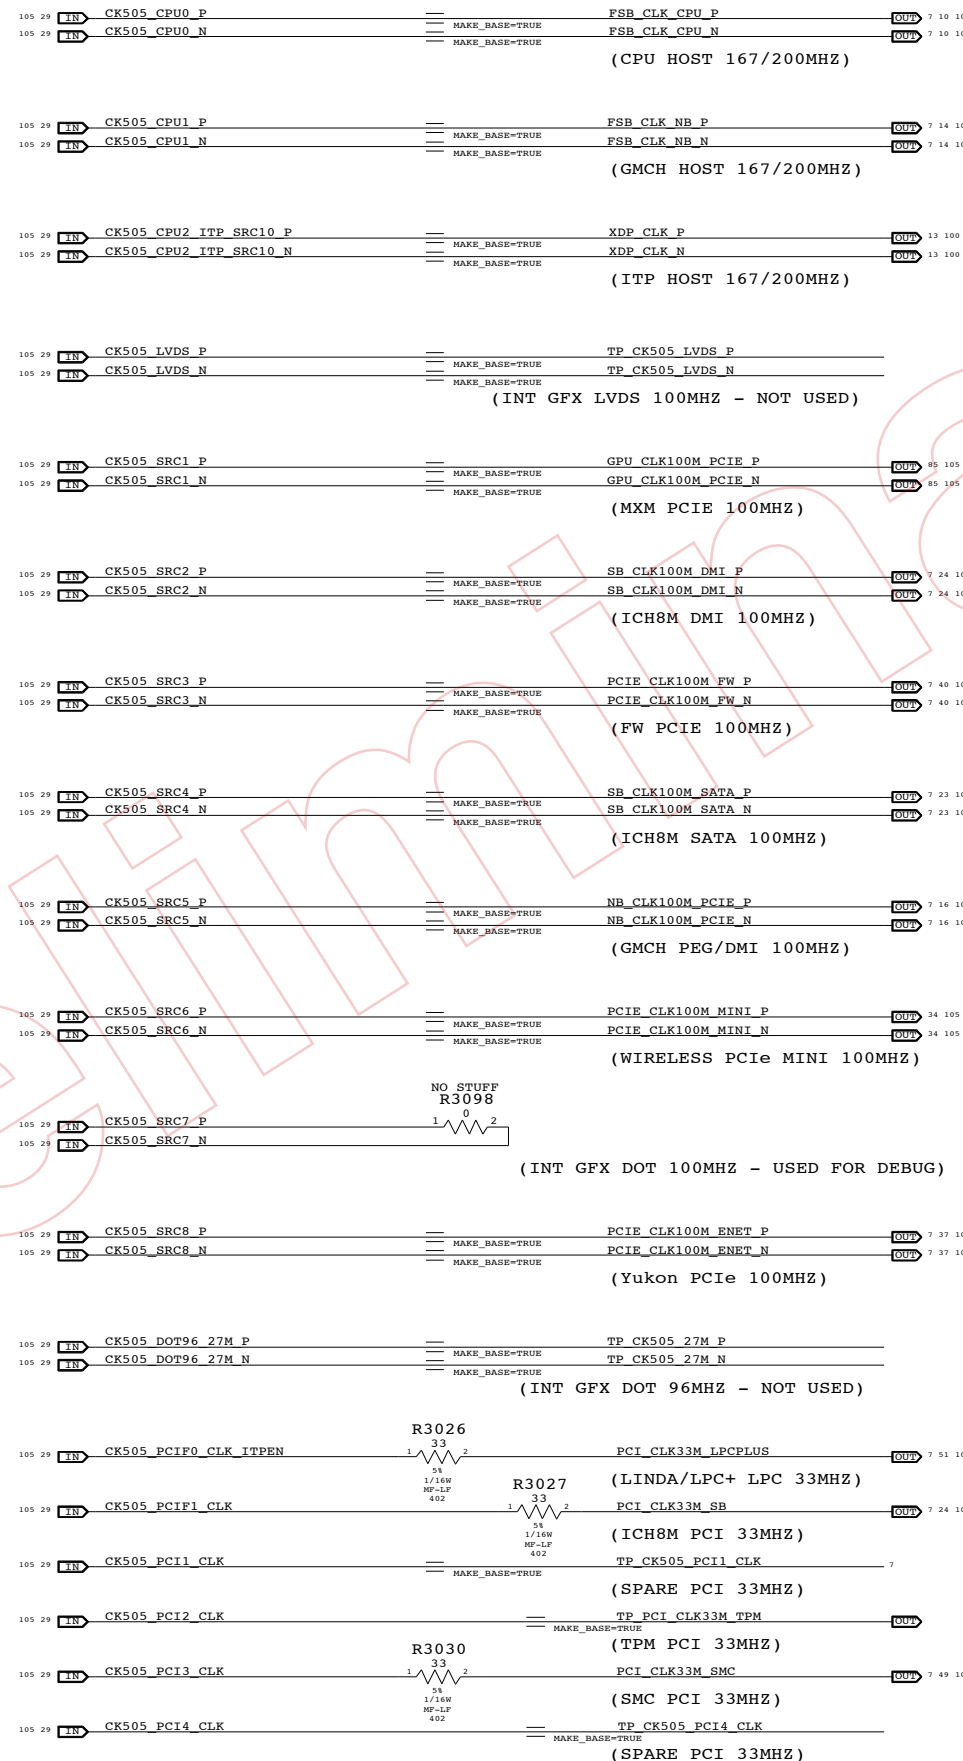 105 29 IN CK505_CPU0_P MAKE_BASE=TRUE FSB_CLK_CPU_P OUT 7 10
105 29 IN CK505_CPU0_N MAKE_BASE=TRUE FSB_CLK_CPU_N OUT 7 10
(CPU HOST 167/200MHZ)
105 29 IN CK505_CPU1_P MAKE_BASE=TRUE FSB_CLK_NB_P OUT 7 14
105 29 IN CK505_CPU1_N MAKE_BASE=TRUE FSB_CLK_NB_N OUT 7 14
(GMCH HOST 167/200MHZ)
105 29 IN CK505_CPU2_ITP_SRC10_P MAKE_BASE=TRUE XDP_CLK_P OUT 13 100
105 29 IN CK505_CPU2_ITP_SRC10_N MAKE_BASE=TRUE XDP_CLK_N OUT 13 100
(ITP HOST 167/200MHZ)
105 29 IN CK505_LVDS_P MAKE_BASE=TRUE TP_CK505_LVDS_P
105 29 IN CK505_LVDS_N MAKE_BASE=TRUE TP_CK505_LVDS_N
(INT GFX LVDS 100MHZ - NOT USED)
105 29 IN CK505_SRC1_P MAKE_BASE=TRUE GPU_CLK100M_PCIE_P OUT 85 105
105 29 IN CK505_SRC1_N MAKE_BASE=TRUE GPU_CLK100M_PCIE_N OUT 85 105
(MXM PCIE 100MHZ)
105 29 IN CK505_SRC2_P MAKE_BASE=TRUE SB_CLK100M_DMI_P OUT 7 24
105 29 IN CK505_SRC2_N MAKE_BASE=TRUE SB_CLK100M_DMI_N OUT 7 24
(ICH8M DMI 100MHZ)
105 29 IN CK505_SRC3_P MAKE_BASE=TRUE PCIE_CLK100M_FW_P OUT 7 40
105 29 IN CK505_SRC3_N MAKE_BASE=TRUE PCIE_CLK100M_FW_N OUT 7 40
(FW PCIE 100MHZ)
105 29 IN CK505_SRC4_P MAKE_BASE=TRUE SB_CLK100M_SATA_P OUT 7 23
105 29 IN CK505_SRC4_N MAKE_BASE=TRUE SB_CLK100M_SATA_N OUT 7 23
(ICH8M SATA 100MHZ)
105 29 IN CK505_SRC5_P MAKE_BASE=TRUE NB_CLK100M_PCIE_P OUT 7 16
105 29 IN CK505_SRC5_N MAKE_BASE=TRUE NB_CLK100M_PCIE_N OUT 7 16
(GMCH PEG/DMI 100MHZ)
105 29 IN CK505_SRC6_P MAKE_BASE=TRUE PCIE_CLK100M_MINI_P OUT 34 105
105 29 IN CK505_SRC6_N MAKE_BASE=TRUE PCIE_CLK100M_MINI_N OUT 34 105
(WIRELESS PCIe MINI 100MHZ)
NO STUFF
R3098
0
105 29 IN CK505_SRC7_P 1 2
105 29 IN CK505_SRC7_N
(INT GFX DOT 100MHZ - USED FOR DEBUG)
105 29 IN CK505_SRC8_P MAKE_BASE=TRUE PCIE_CLK100M_ENET_P OUT 7 37
105 29 IN CK505_SRC8_N MAKE_BASE=TRUE PCIE_CLK100M_ENET_N OUT 7 37
(Yukon PCIe 100MHZ)
105 29 IN CK505_DOT96_27M_P MAKE_BASE=TRUE TP_CK505_27M_P
105 29 IN CK505_DOT96_27M_N MAKE_BASE=TRUE TP_CK505_27M_N
(INT GFX DOT 96MHZ - NOT USED)
R3026
33
105 29 IN CK505_PCIF0_CLK_ITPEN 1 2 PCI_CLK33M_LPCPLUS OUT 7 51
5%
1/16W
MF-LF
402
(LINDA/LPC+ LPC 33MHZ)
R3027
33
105 29 IN CK505_PCIF1_CLK 1 2 PCI_CLK33M_SB OUT 7 24
5%
1/16W
MF-LF
402
(ICH8M PCI 33MHZ)
105 29 IN CK505_PCI1_CLK MAKE_BASE=TRUE TP_CK505_PCI1_CLK 7
(SPARE PCI 33MHZ)
105 29 IN CK505_PCI2_CLK MAKE_BASE=TRUE TP_PCI_CLK33M_TPM OUT
(TPM PCI 33MHZ)
R3030
33
105 29 IN CK505_PCI3_CLK 1 2 PCI_CLK33M_SMC OUT 7 49
5%
1/16W
MF-LF
402
(SMC PCI 33MHZ)
105 29 IN CK505_PCI4_CLK MAKE_BASE=TRUE TP_CK505_PCI4_CLK
(SPARE PCI 33MHZ)
elimina